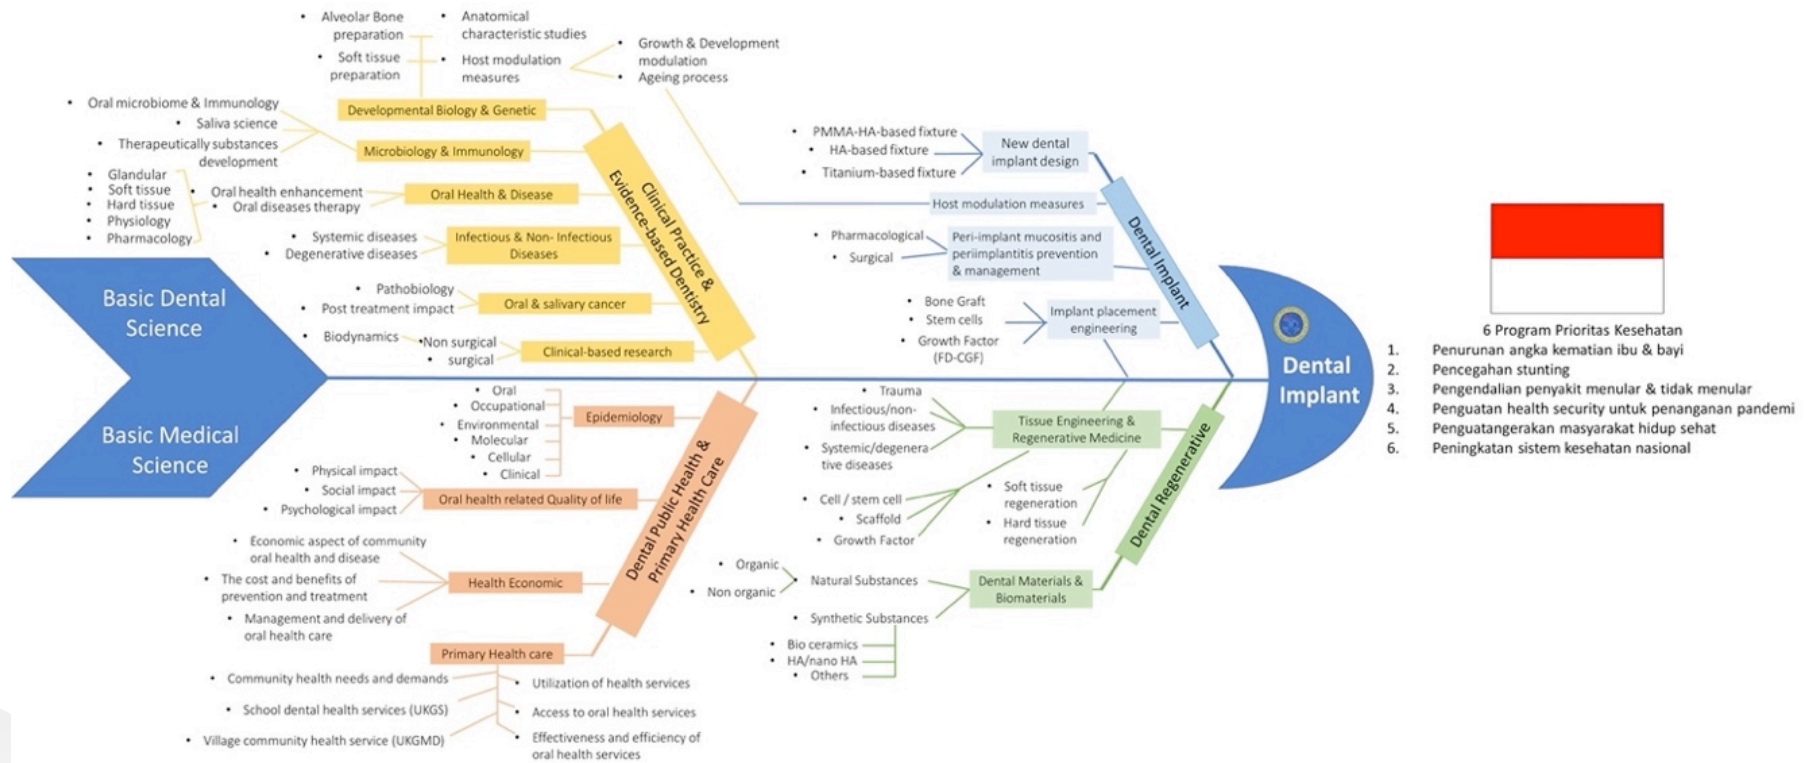 • Alveolar Bone
preparation
• Soft tissue
preparation
• Anatomical
characteristic studies
• Host modulation
measures
• Growth & Development
modulation
• Ageing process
Developmental Biology & Genetic
• Oral microbiome & Immunology
• Saliva science
• Therapeutically substances
development
Microbiology & Immunology
• Glandular
• Soft tissue
• Hard tissue
• Physiology
• Pharmacology
• Oral health enhancement
• Oral diseases therapy
Oral Health & Disease
• Systemic diseases
• Degenerative diseases
Infectious & Non- Infectious
Diseases
• Pathobiology
• Post treatment impact
Oral & salivary cancer
• Biodynamics
• Non surgical
• surgical
Clinical-based research
Clinical Practice &
Evidence-based Dentistry
• PMMA-HA-based fixture
• HA-based fixture
• Titanium-based fixture
New dental
implant design
Host modulation measures
• Pharmacological
• Surgical
Peri-implant mucositis and
periimplantitis prevention
& management
• Bone Graft
• Stem cells
• Growth Factor
(FD-CGF)
Implant placement
engineering
Dental Implant
Basic Dental
Science
Basic Medical
Science
• Oral
• Occupational
• Environmental
• Molecular
• Cellular
• Clinical
Epidemiology
• Physical impact
• Social impact
• Psychological impact
Oral health related Quality of life
• Economic aspect of community
oral health and disease
• The cost and benefits of
prevention and treatment
• Management and delivery of
oral health care
Health Economic
Primary Health care
• Community health needs and demands
• School dental health services (UKGS)
• Village community health service (UKGMD)
• Utilization of health services
• Access to oral health services
• Effectiveness and efficiency of
oral health services
Dental Public Health &
Primary Health Care
• Trauma
• Infectious/non-
infectious diseases
• Systemic/degenera
tive diseases
Tissue Engineering &
Regenerative Medicine
• Cell / stem cell
• Scaffold
• Growth Factor
• Soft tissue
regeneration
• Hard tissue
regeneration
• Organic
• Non organic
• Natural Substances
• Synthetic Substances
• Bio ceramics
• HA/nano HA
• Others
Dental Materials &
Biomaterials
Dental Regenerative
Dental
Implant
6 Program Prioritas Kesehatan
1. Penurunan angka kematian ibu & bayi
2. Pencegahan stunting
3. Pengendalian penyakit menular & tidak menular
4. Penguatan health security untuk penanganan pandemi
5. Penguatangerakan masyarakat hidup sehat
6. Peningkatan sistem kesehatan nasional